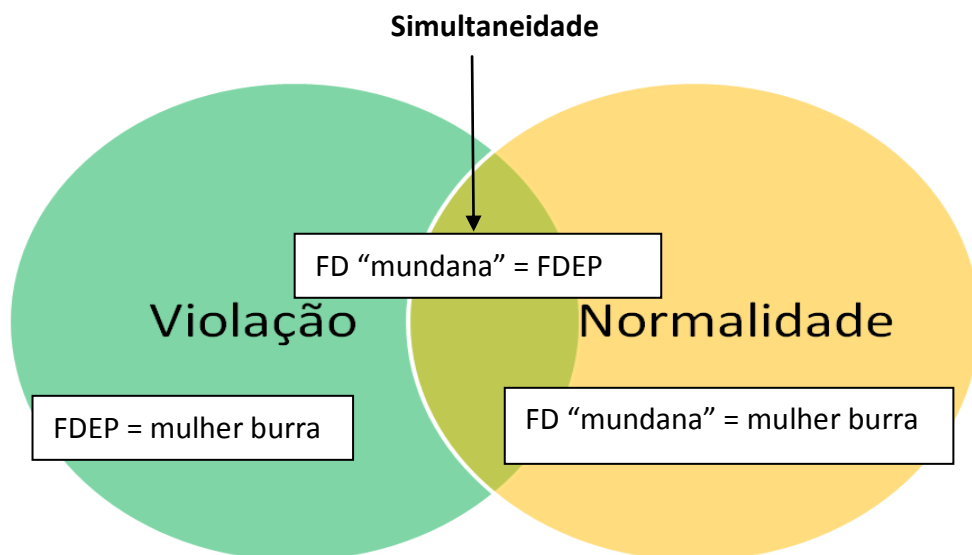 Simultaneidade
FD “mundana” = FDEP
Violação
Normalidade
FDEP = mulher burra
FD “mundana” = mulher burra